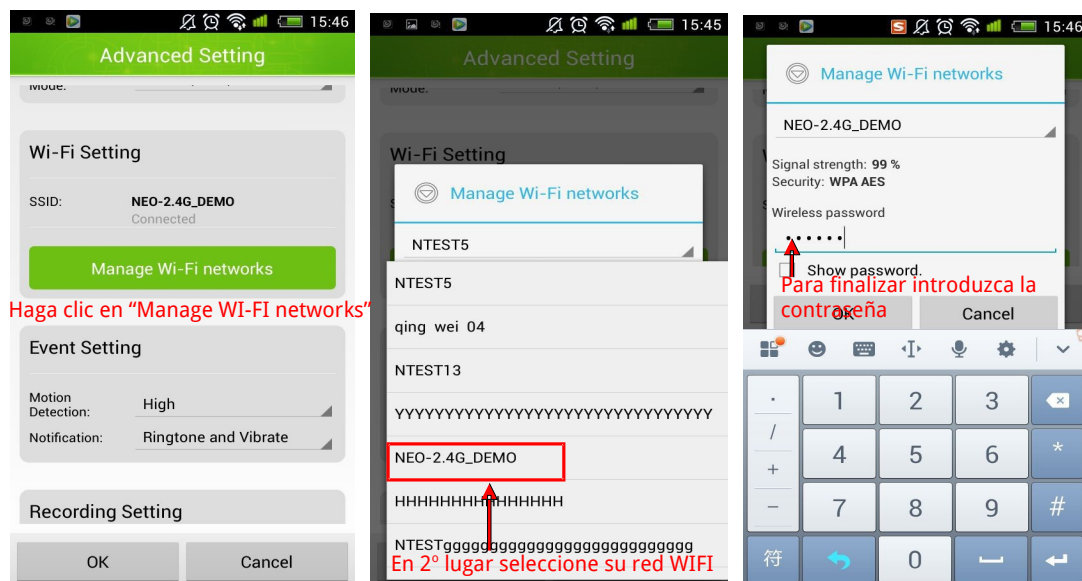 15:46
Advanced Setting
Mode:
Wi-Fi Setting
SSID:
NEO-2.4G_DEMO
Connected
Manage Wi-Fi networks
Haga clic en “Manage WI-FI networks”
Event Setting
Motion
Detection:
High
Notification:
Ringtone and Vibrate
Recording Setting
OK
Cancel
15:45
Advanced Setting
Mode:
Wi-Fi Setting
Manage Wi-Fi networks
NTEST5
NTEST5
qing wei 04
NTEST13
YYYYYYYYYYYYYYYYYYYYYYYYYYYYYYYY
NEO-2.4G_DEMO
HHHHHHHHHHHHHHHH
NTESTggggggggggggggggggggggggggg
En 2º lugar seleccione su red WIFI
S
15:46
Manage Wi-Fi networks
NEO-2.4G_DEMO
Signal strength: 99 %
Security: WPA AES
Wireless password
••••••
Show password.
Para finalizar introduzca la
contraseña
OK
Cancel
. 1 2 3
/
+ 4 5 6 *
- 7 8 9 #
符 0